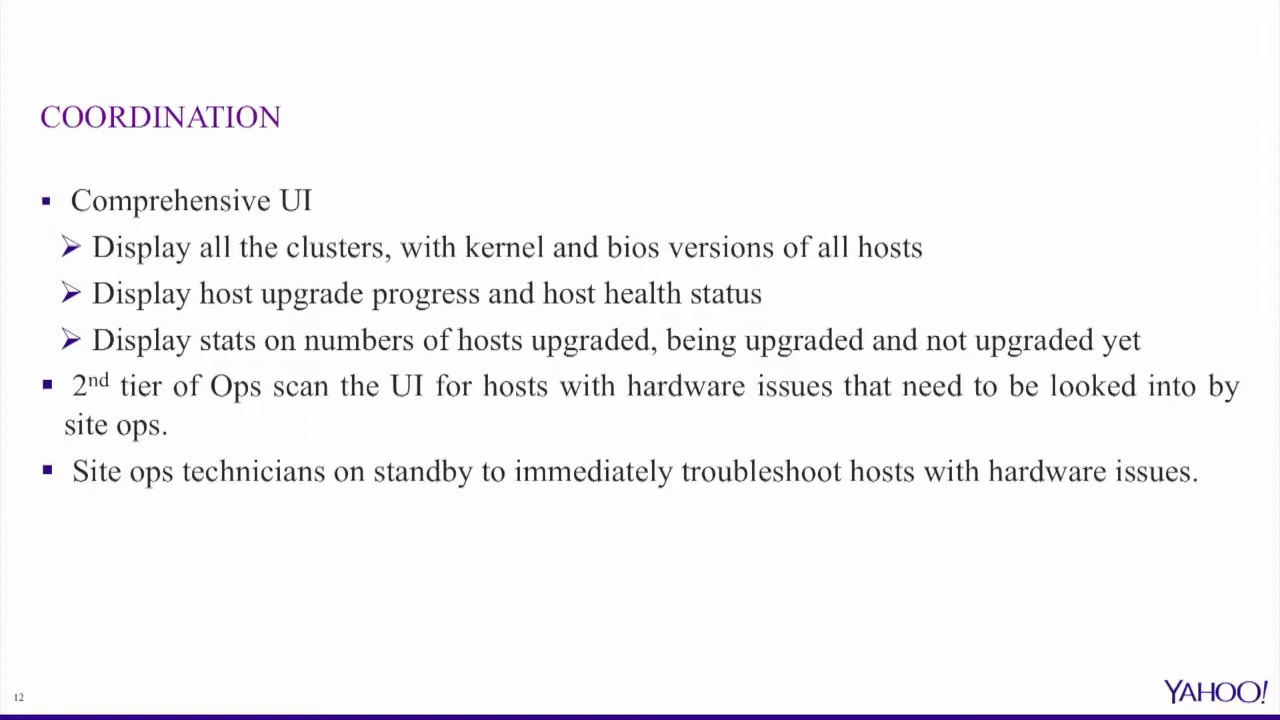 COORDINATION
▪ Comprehensive UI
➢ Display all the clusters, with kernel and bios versions of all hosts
➢ Display host upgrade progress and host health status
➢ Display stats on numbers of hosts upgraded, being upgraded and not upgraded yet
▪ 2nd tier of Ops scan the UI for hosts with hardware issues that need to be looked into by
site ops.
▪ Site ops technicians on standby to immediately troubleshoot hosts with hardware issues.
12
YAHOO!